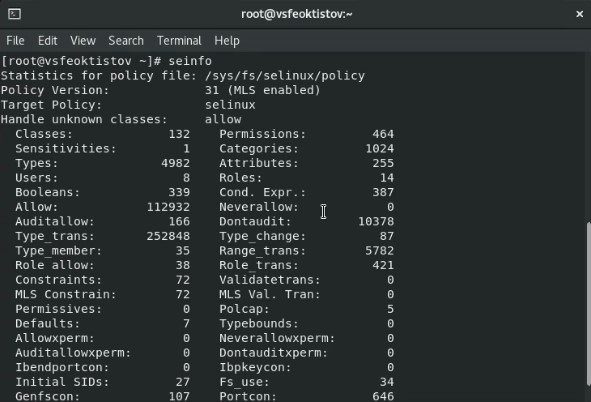 root@vsfeoktistov:~
File Edit View Search Terminal Help
[root@vsfeoktistov ~]# seinfo
Statistics for policy file: /sys/fs/selinux/policy
Policy Version: 31 (MLS enabled)
Target Policy: selinux
Handle unknown classes: allow
Classes: 132 Permissions: 464
Sensitivities: 1 Categories: 1024
Types: 4982 Attributes: 255
Users: 8 Roles: 14
Booleans: 339 Cond. Expr.: 387
Allow: 112932 Neverallow: 0
Auditallow: 166 Dontaudit: 10378
Type_trans: 252848 Type_change: 87
Type_member: 35 Range_trans: 5782
Role allow: 38 Role_trans: 421
Constraints: 72 Validatetrans: 0
MLS Constrain: 72 MLS Val. Tran: 0
Permissives: 0 Polcap: 5
Defaults: 7 Typebounds: 0
Allowxperm: 0 Neverallowxperm: 0
Auditallowxperm: 0 Dontauditxperm: 0
Ibendportcon: 0 Ibpkeycon: 0
Initial SIDs: 27 Fs_use: 34
Genfscon: 107 Portcon: 646